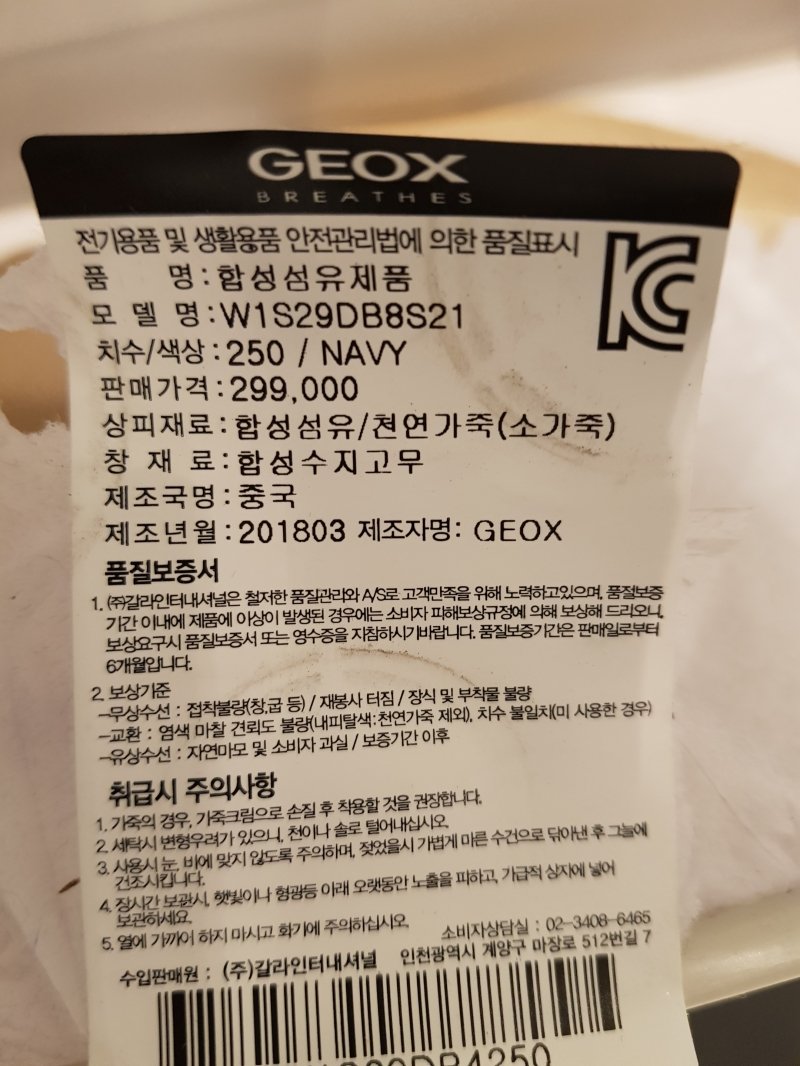 GEOX
BREATHES
전기용품 및 생활용품 안전관리법에 의한 품질표시
품 명 : 합성섬유제품
모 델 명 : W1S29DB8S21
치수/색상 : 250 / NAVY
판매가격 : 299,000
상피재료 : 합성섬유/천연가죽(소가죽)
창 재 료 : 합성수지고무
제조국명 : 중국
제조년월 : 201803 제조자명: GEOX
품질보증서
1. ㈜갈라인터내셔널은 철저한 품질관리와 A/S로 고객만족을 위해 노력하고있으며, 품절보증
기간 이내에 제품에 이상이 발생된 경우에는 소비자 피해보상규정에 의해 보상해 드리오니,
보상요구시 품질보증서 또는 영수증을 지참하시기바랍니다. 품질보증기간은 판매일로부터
6개월입니다.
2. 보상기준
-무상수선 : 접착불량(창,굽 등) / 재봉사 터짐 / 장식 및 부착물 불량
-교환 : 염색 마찰 견뢰도 불량(내피탈색:천연가죽 제외), 치수 불일치(미 사용한 경우)
-유상수선 : 자연마모 및 소비자 과실 / 보증기간 이후
취급시 주의사항
1. 가죽의 경우, 가죽크림으로 손질 후 착용할 것을 권장합니다.
2. 세탁시 변형우려가 있으니, 천이나 솔로 털어내십시오.
3. 사용시 눈, 비에 맞지 않도록 주의하며, 젖었을시 가볍게 마른 수건으로 닦아낸 후 그늘에
건조시킵니다.
4. 장시간 보관시, 햇빛이나 형광등 아래 오랫동안 노출을 피하고, 가급적 상자에 넣어
보관하세요.
5. 열에 가까이 하지 마시고 화기에 주의하십시오.
소비자상담실 : 02-3408-6465
수입판매원 : (주)갈라인터내셔널 인천광역시 계양구 마장로 512번길 7